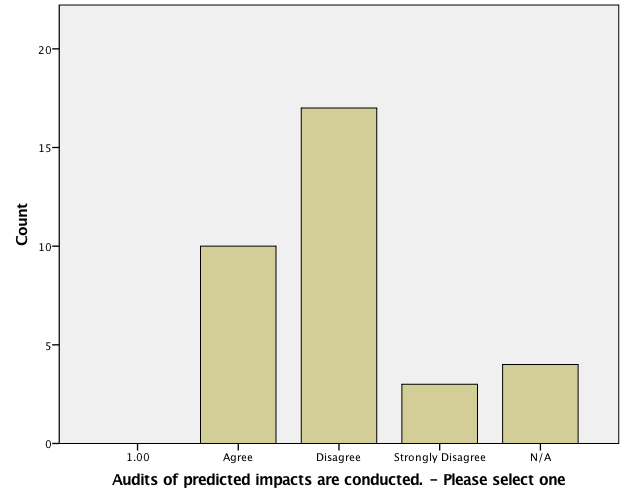 20
15
10
5
0
Count
1.00 Agree Disagree Strongly Disagree N/A
Audits of predicted impacts are conducted. - Please select one